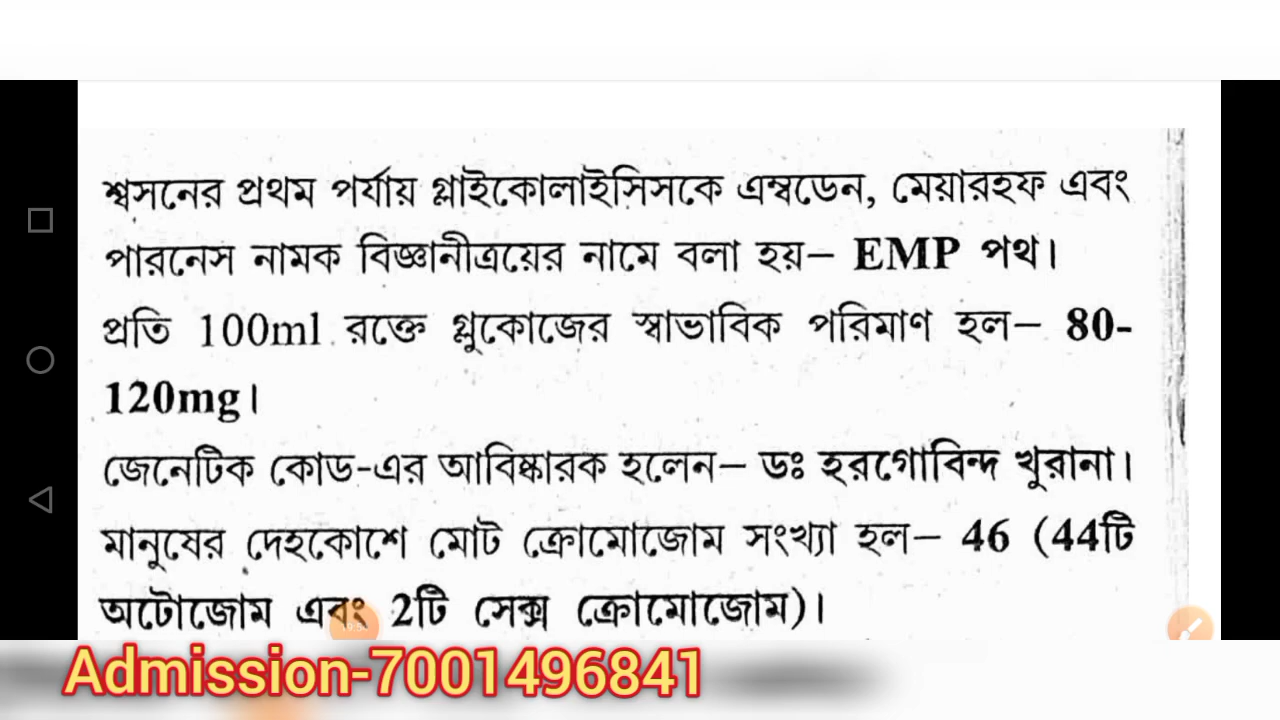 শ্বসনের প্রথম পর্যায় গ্লাইকোলাইসিসকে এম্বডেন, মেয়ারহফ এবং
পারনেস নামক বিজ্ঞানীত্রয়ের নামে বলা হয়– EMP পথ।
প্রতি 100ml রক্তে গ্লুকোজের স্বাভাবিক পরিমাণ হল– 80-
120mg।
জেনেটিক কোড-এর আবিষ্কারক হলেন– ডঃ হরগোবিন্দ খুরানা।
মানুষের দেহকোশে মোট ক্রোমোজোম সংখ্যা হল– 46 (44টি
অটোজোম এবং 2টি সেক্স ক্রোমোজোম)।
Admission-7001496841